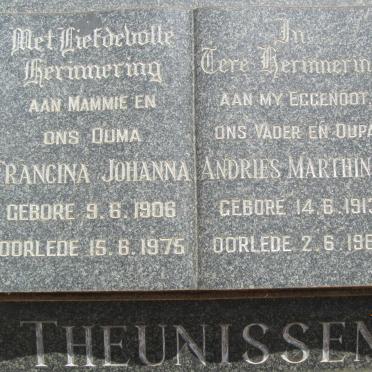 Met Liefdevolle
Herinnering
AAN MAMMIE EN
ONS OUMA
FRANCINA JOHANNA
GEBORE 9.6.1906
OORLEDE 15.6.1975
In
Tere Herinnering
AAN MY EGGENOOT
ONS VADER EN OUPA
ANDRIES MARTHIN
GEBORE 14.6.191
OORLEDE 2.6.19
THEUNISSEN